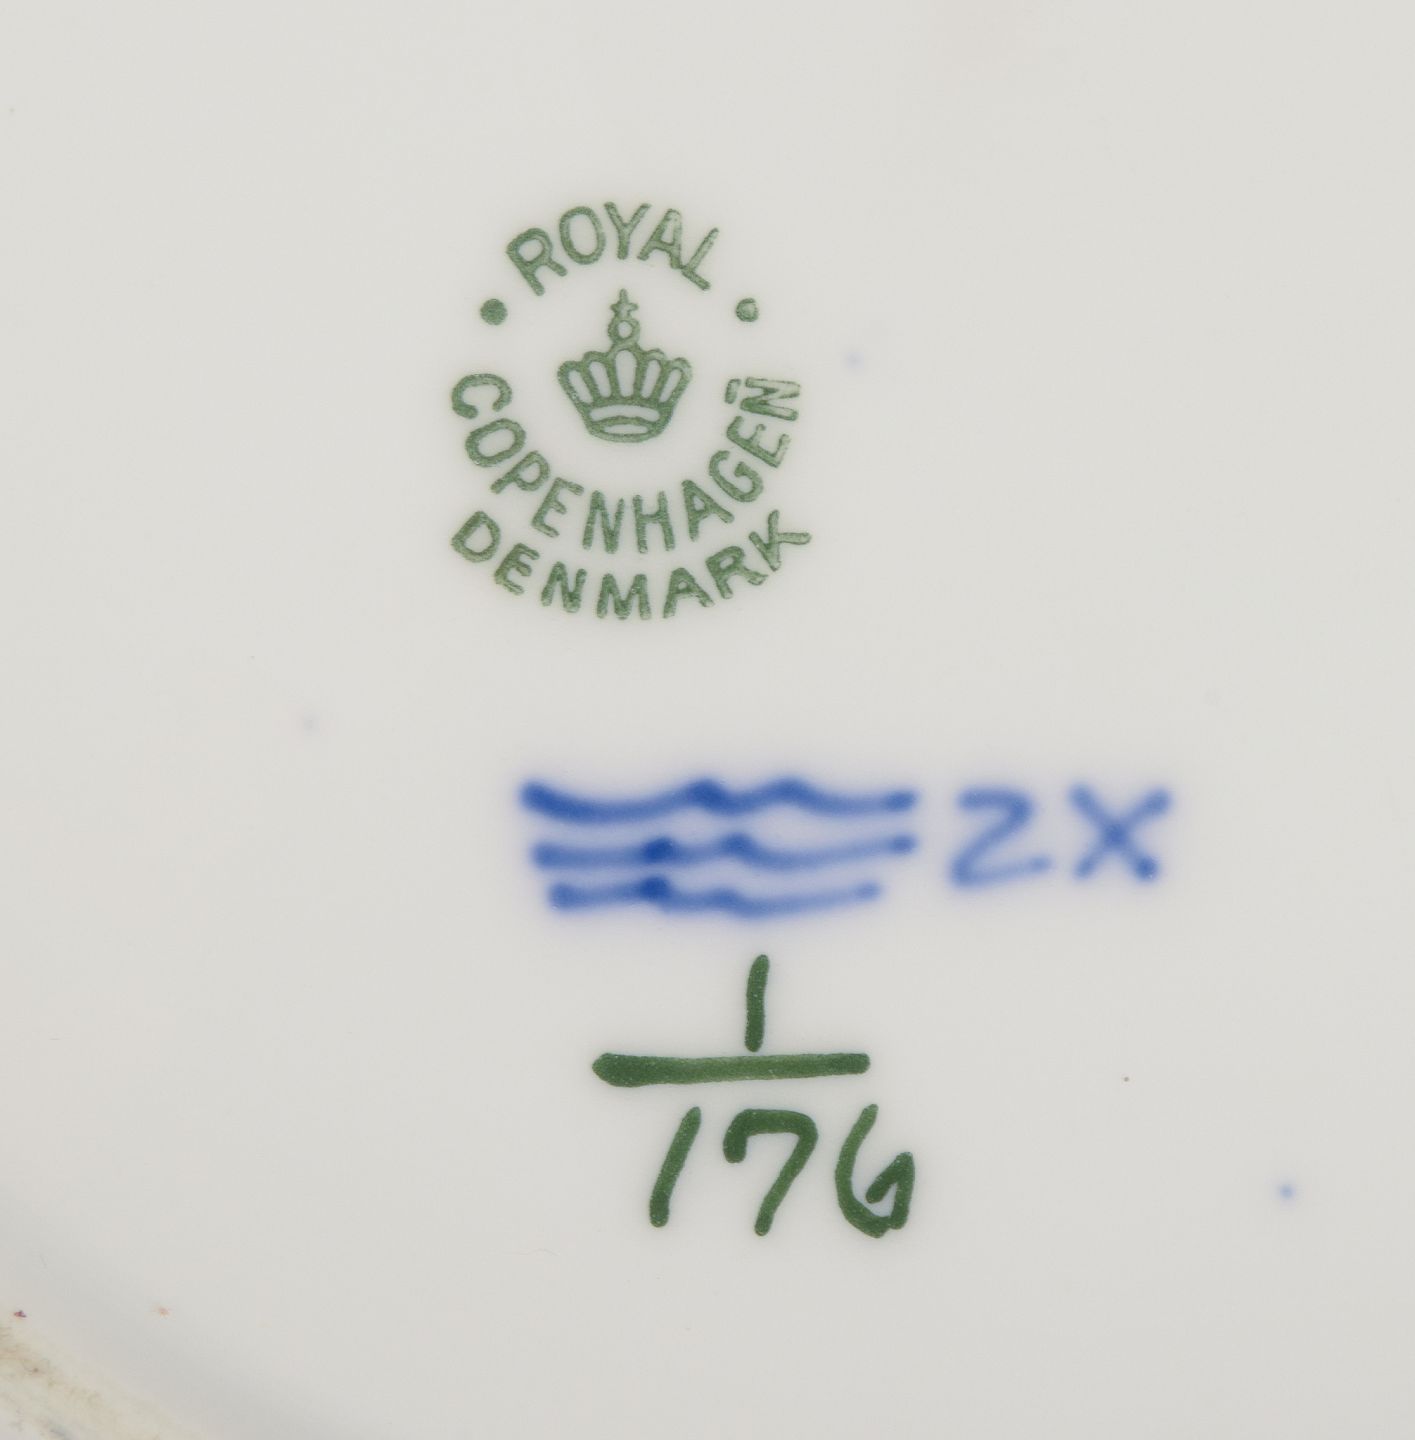 ROYAL
COPENHAGEN
DENMARK
2X
1
176